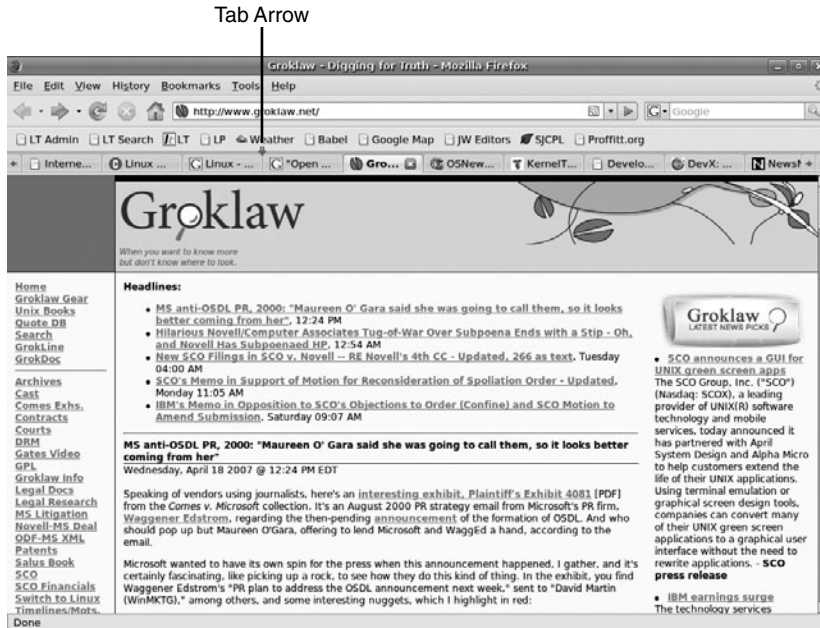 Tab Arrow
Groklaw - Digging for Truth - Mozilla Firefox
File Edit View History Bookmarks Tools Help
http://www.groklaw.net/ Google
LT Admin LT Search LT LP Weather Babel Google Map JW Editors SJCPL Proffitt.org
Interne... Linux ... Linux - ... "Open ... Gro... OSNew... KernelT... Develo... DevX: ... NewsF
Groklaw
When you want to know more
but don't know where to look.
Home
Groklaw Gear
Unix Books
Quote DB
Search
GrokLine
GrokDoc
Archives
Cast
Comes Exhs.
Contracts
Courts
DRM
Gates Video
GPL
Groklaw Info
Legal Docs
Legal Research
MS Litigation
Novell-MS Deal
ODF-MS XML
Patents
Salus Book
SCO
SCO Financials
Switch to Linux
Timelines/Mpts.
Headlines:
MS anti-OSDL PR, 2000: "Maureen O' Gara said she was going to call them, so it looks
better coming from her", 12:24 PM
Hilarious Novell/Computer Associates Tug-of-War Over Subpoena Ends with a Stip - Oh,
and Novell Has Subpoenaed HP, 12:54 AM
New SCO Filings in SCO v. Novell -- RE Novell's 4th CC - Updated, 266 as text, Tuesday
04:00 AM
SCO's Memo in Support of Motion for Reconsideration of Spoliation Order - Updated,
Monday 11:05 AM
IBM's Memo in Opposition to SCO's Objections to Order (Confine) and SCO Motion to
Amend Submission, Saturday 09:07 AM
MS anti-OSDL PR, 2000: "Maureen O' Gara said she was going to call them, so it looks better
coming from her"
Wednesday, April 18 2007 @ 12:24 PM EDT
Speaking of vendors using journalists, here's an interesting exhibit, Plaintiff's Exhibit 4081 [PDF]
from the Comes v. Microsoft collection. It's an August 2000 PR strategy email from Microsoft's PR firm,
Waggener Edstrom, regarding the then-pending announcement of the formation of OSDL. And who
should pop up but Maureen O'Gara, offering to lend Microsoft and WaggEd a hand, according to the
email.
Microsoft wanted to have its own spin for the press when this announcement happened, I gather, and it's
certainly fascinating, like picking up a rock, to see how they do this kind of thing. In the exhibit, you find
Waggener Edstrom's "PR plan to address the OSDL announcement next week," sent to "David Martin
(WinMKTG)," among others, and some interesting nuggets, which I highlight in red:
Groklaw
LATEST NEWS PICKS
SCO announces a GUI for
UNIX green screen apps
The SCO Group, Inc. ("SCO")
(Nasdaq: SCOX), a leading
provider of UNIX(R) software
technology and mobile
services, today announced it
has partnered with April
System Design and Alpha Micro
to help customers extend the
life of their UNIX applications.
Using terminal emulation or
graphical screen design tools,
companies can convert many
of their UNIX green screen
applications to a graphical user
interface without the need to
rewrite applications. - SCO
press release
IBM earnings surge
The technology services
Done